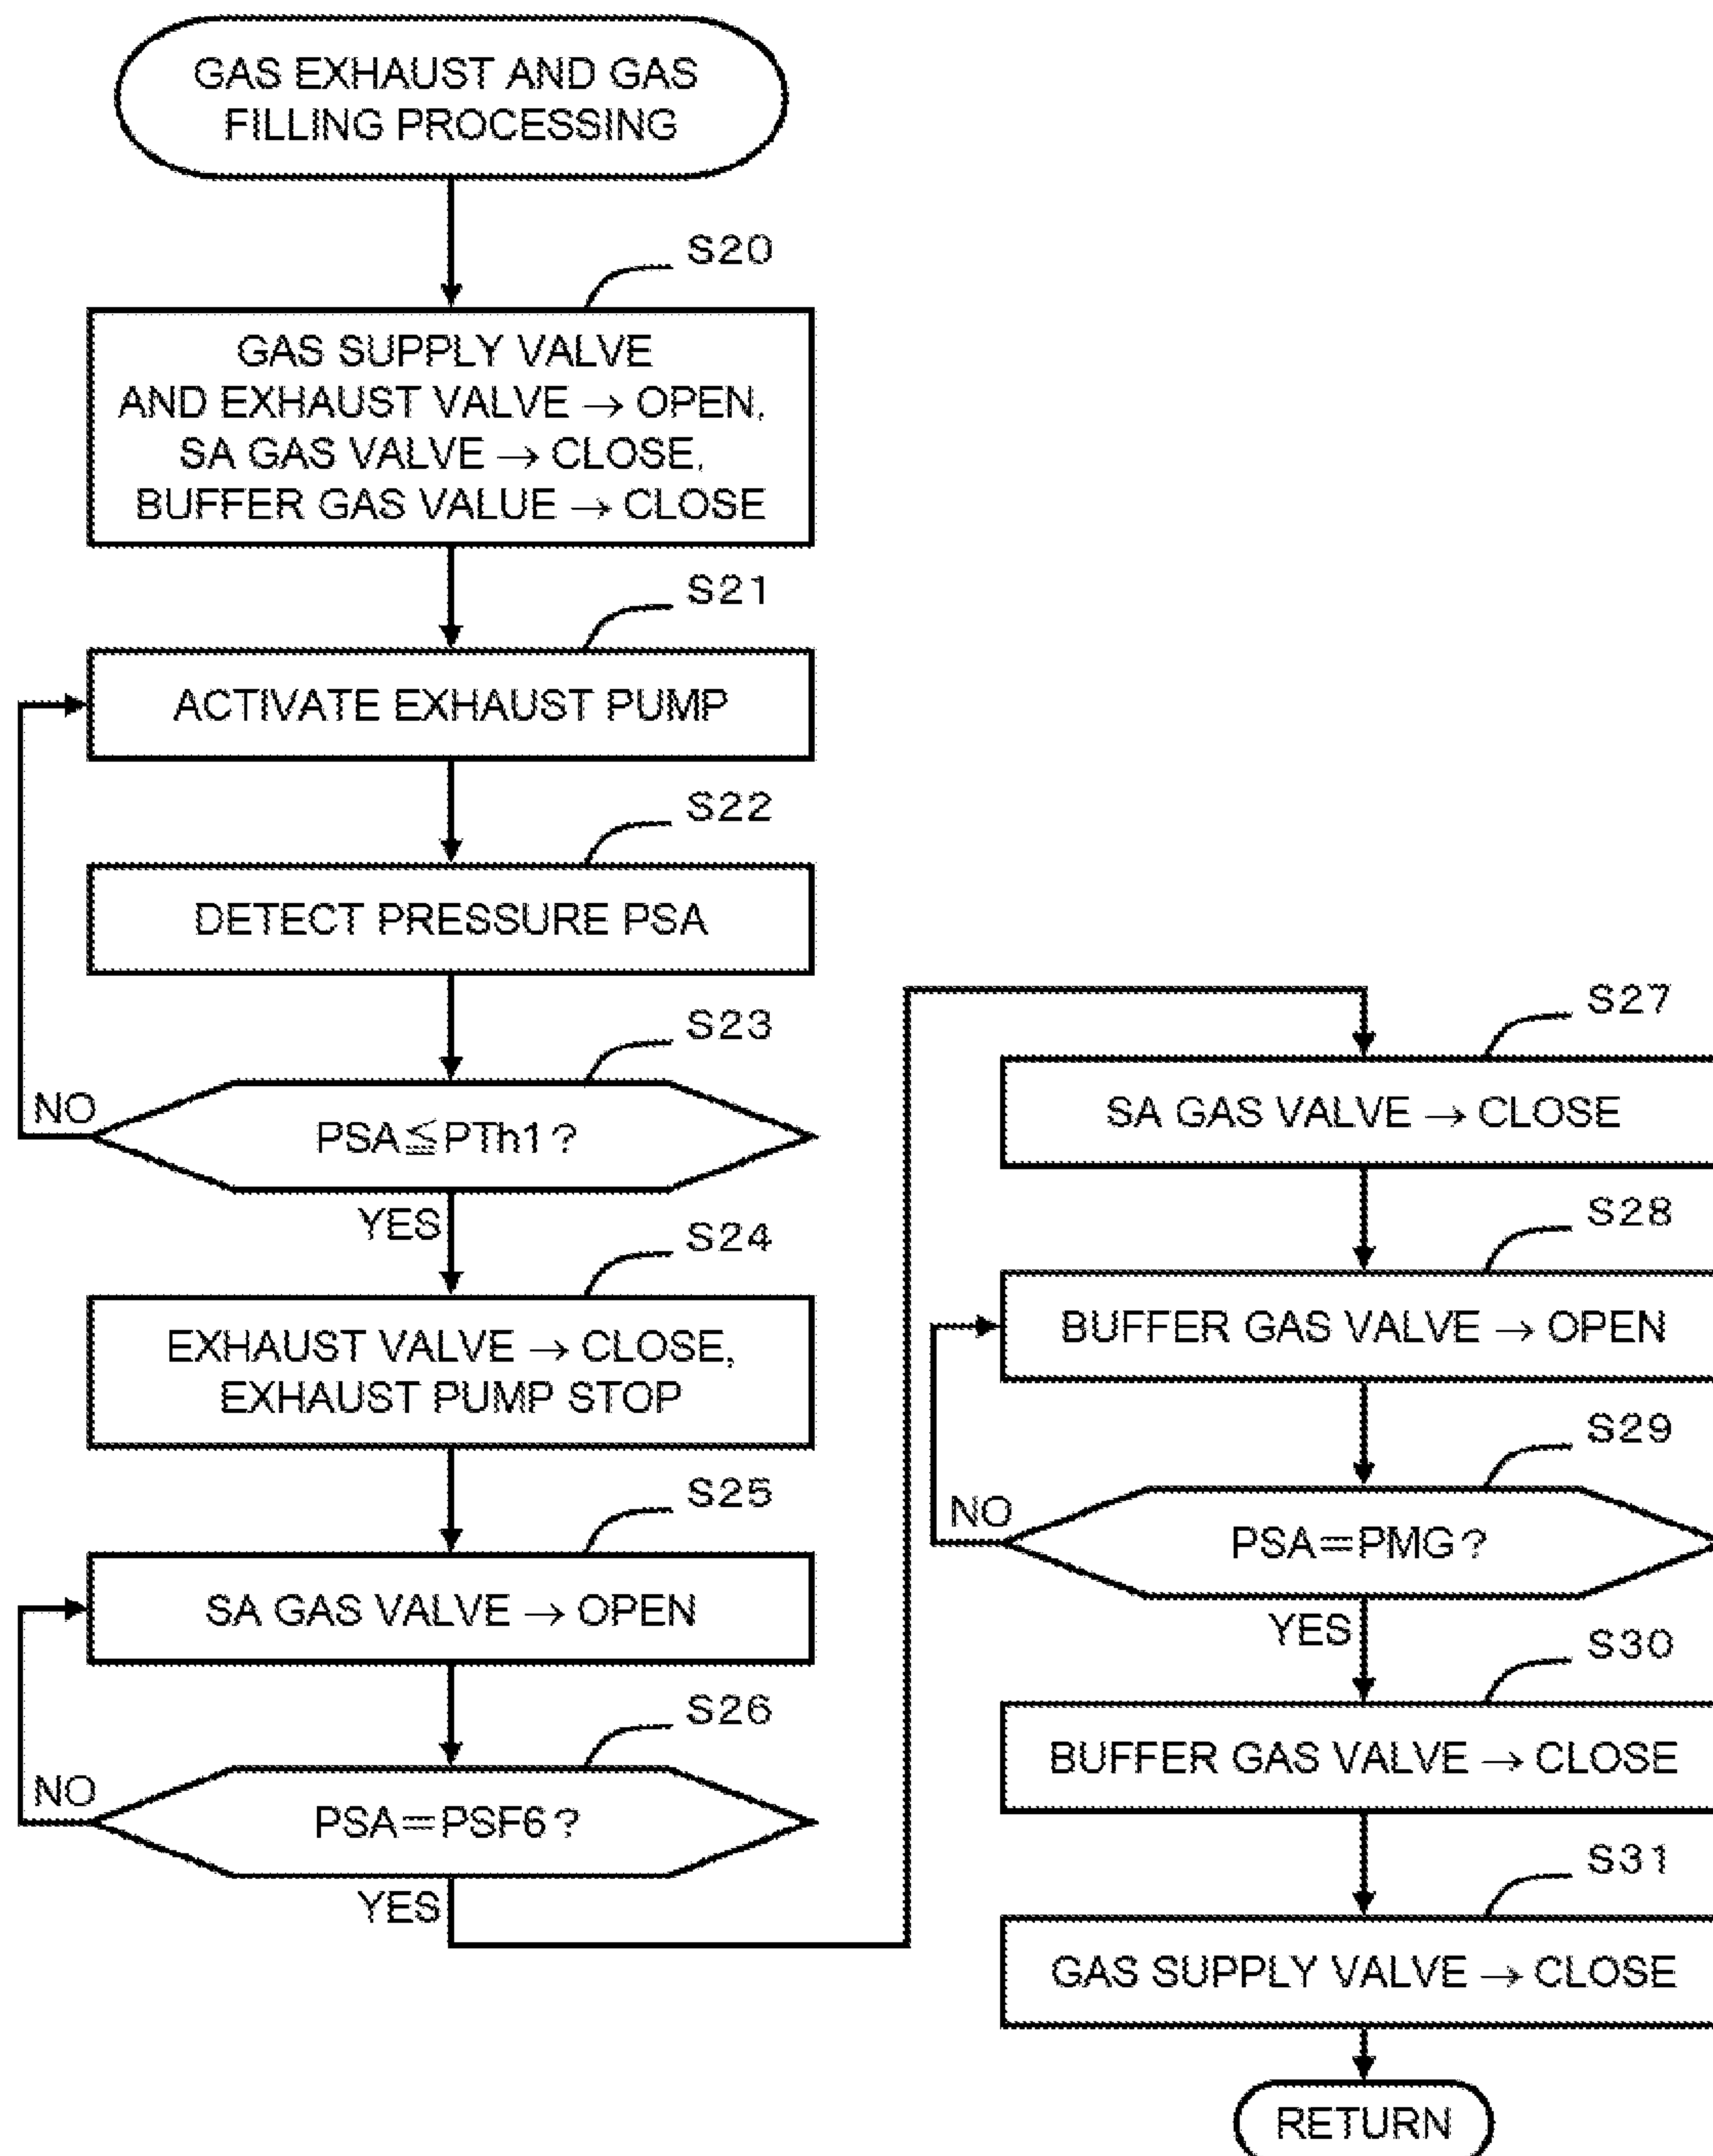 GAS EXHAUST AND GAS
FILLING PROCESSING
S20
GAS SUPPLY VALVE
AND EXHAUST VALVE → OPEN,
SA GAS VALVE → CLOSE,
BUFFER GAS VALUE → CLOSE
S21
ACTIVATE EXHAUST PUMP
S22
DETECT PRESSURE PSA
S23
NO
PSA≦PTh1?
YES
S24
EXHAUST VALVE → CLOSE,
EXHAUST PUMP STOP
S25
SA GAS VALVE → OPEN
S26
NO
PSA=PSF6?
YES
S27
SA GAS VALVE → CLOSE
S28
BUFFER GAS VALVE → OPEN
S29
NO
PSA=PMG?
YES
S30
BUFFER GAS VALVE → CLOSE
S31
GAS SUPPLY VALVE → CLOSE
RETURN